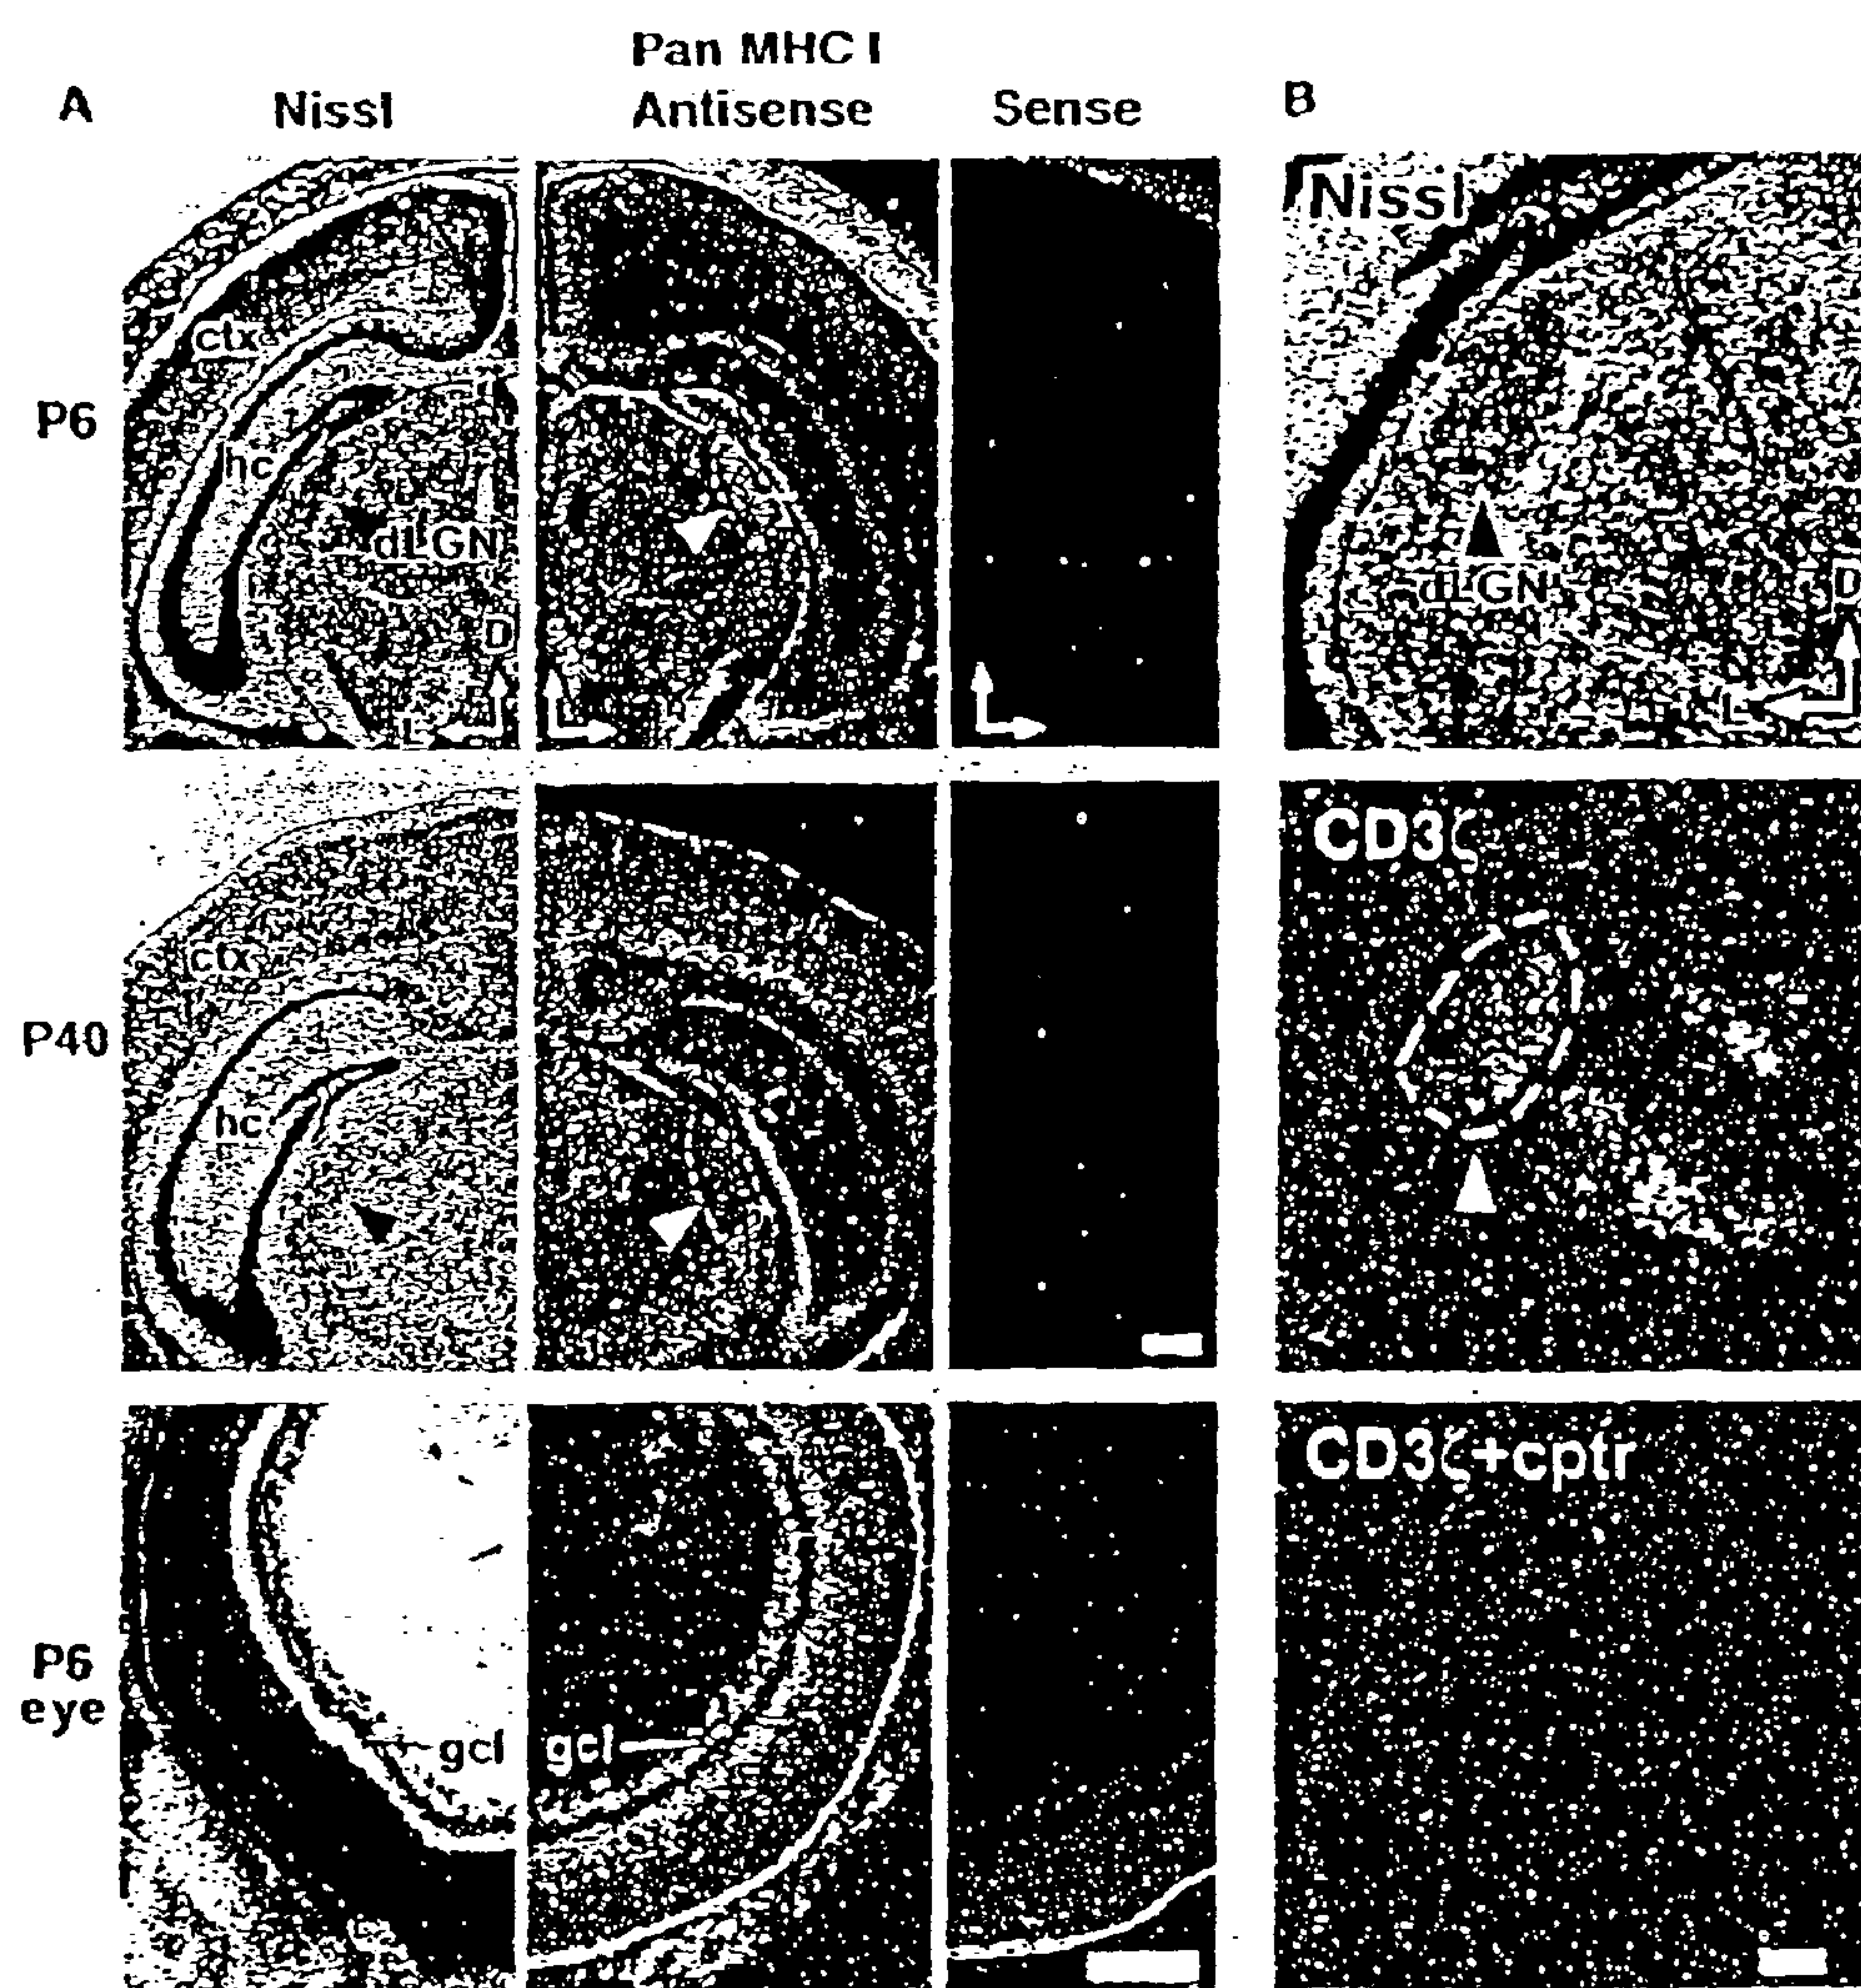 Pan MHC I
A Nissl Antisense Sense B
P6
ctx
hc
dLGN
D
L
Nissl
dLGN
D
L
P40
ctx
hc
CD3ζ
P6
eye
gcl
gcl
CD3ζ+cptr